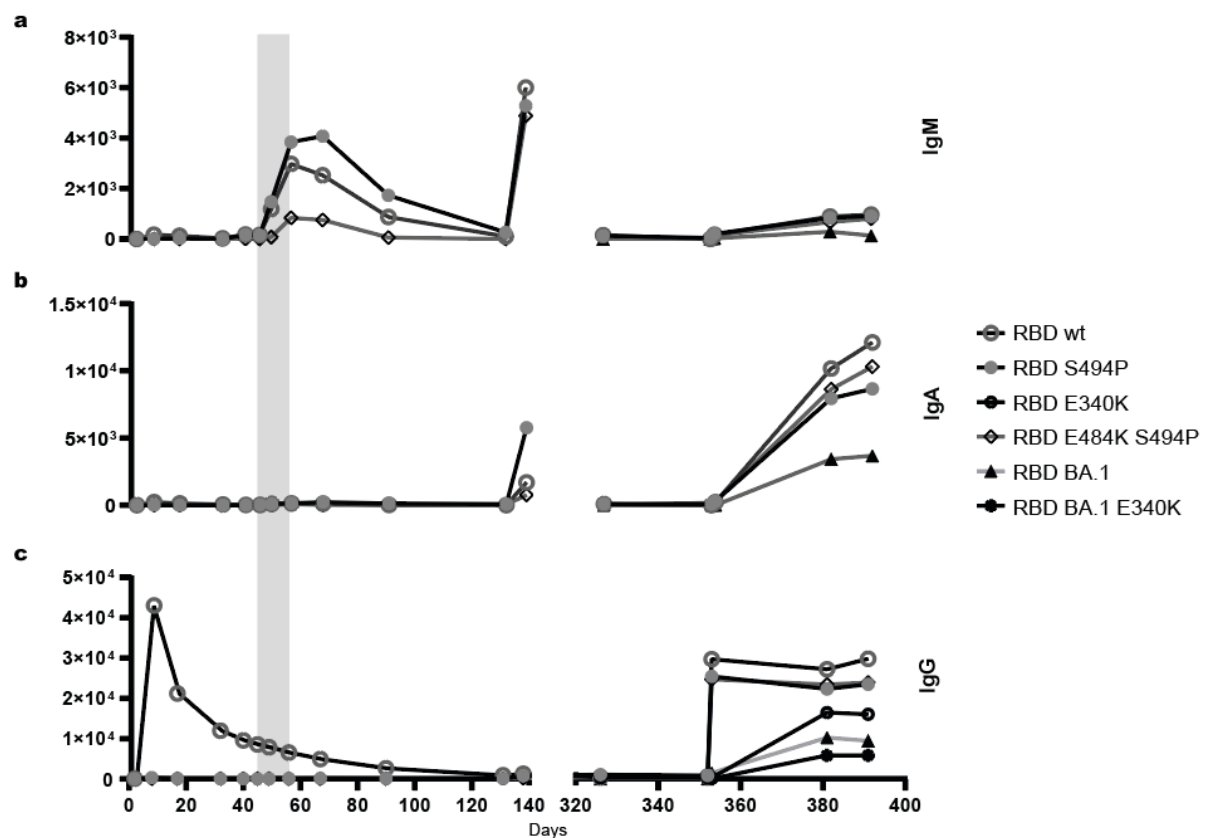 a
8×10³
6×10³
4×10³
2×10³
0
IgM
b
1.5×10⁴
1×10⁴
5×10³
0
IgA
RBD wt
RBD S494P
RBD E340K
RBD E484K S494P
RBD BA.1
RBD BA.1 E340K
c
5×10⁴
4×10⁴
3×10⁴
2×10⁴
1×10⁴
0
IgG
0 20 40 60 80 100 120 140 320 340 360 380 400
Days